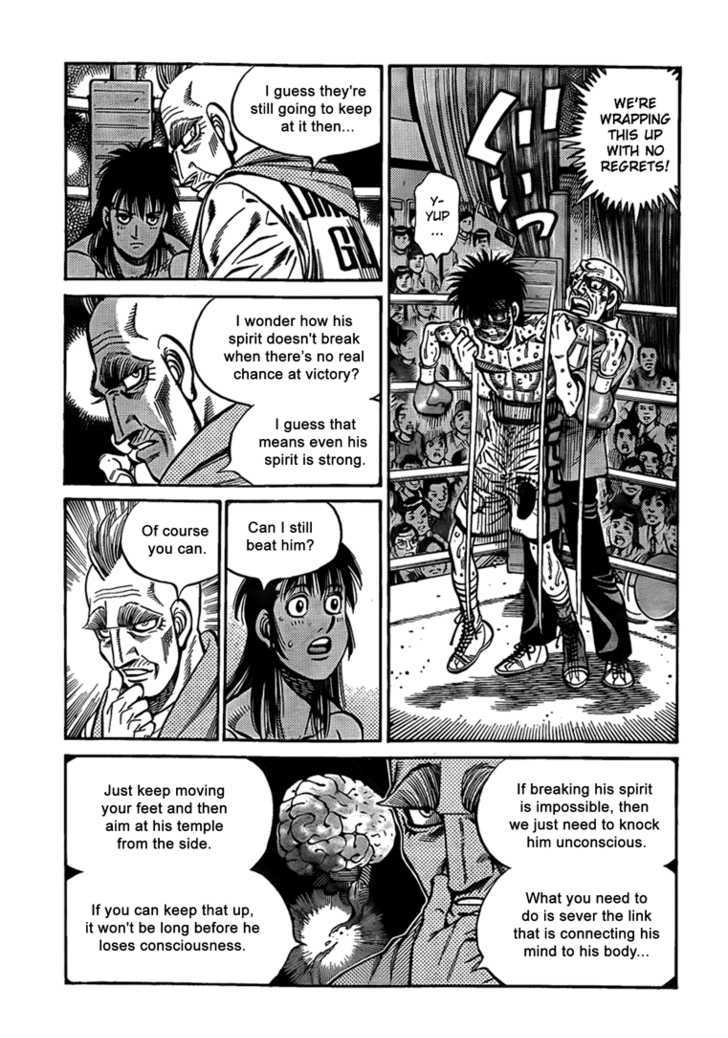 WE'RE
WRAPPING
THIS UP
WITH NO
REGRETS!
Y-
YUP
...
I guess they're
still going to keep
at it then...
I wonder how his
spirit doesn't break
when there's no real
chance at victory?
I guess that
means even his
spirit is strong.
Can I still
beat him?
Of course
you can.
If breaking his spirit
is impossible, then
we just need to knock
him unconscious.
What you need to
do is sever the link
that is connecting his
mind to his body...
Just keep moving
your feet and then
aim at his temple
from the side.
If you can keep that up,
it won't be long before he
loses consciousness.